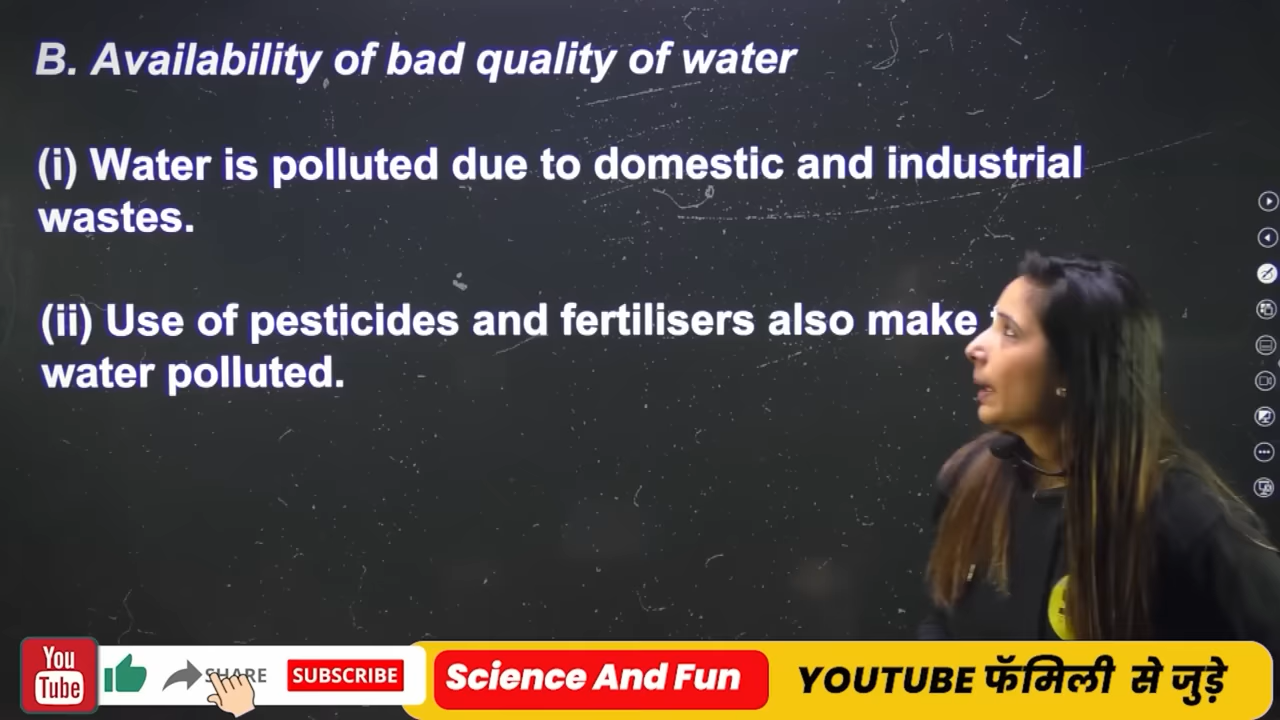 B. Availability of bad quality of water
(i) Water is polluted due to domestic and industrial
wastes.
(ii) Use of pesticides and fertilisers also make
water polluted.
You
Tube
SHARE
SUBSCRIBE
Science And Fun
YOUTUBE फॅमिली से जुड़े